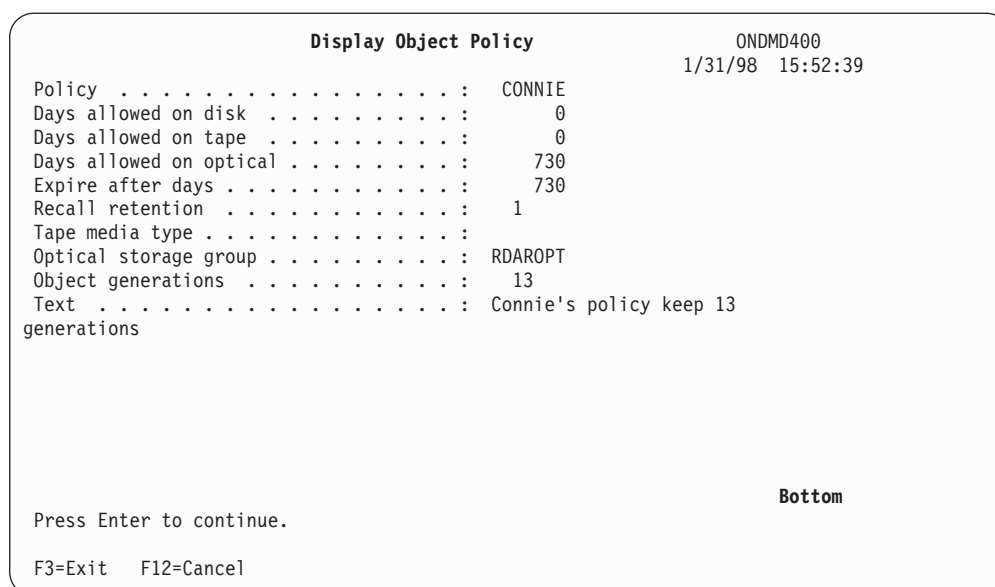 Display Object Policy ONDMD400
1/31/98 15:52:39
Policy . . . . . . . . . . . . . . . . . : CONNIE
Days allowed on disk . . . . . . . . . : 0
Days allowed on tape . . . . . . . . . : 0
Days allowed on optical . . . . . . . . : 730
Expire after days . . . . . . . . . . . : 730
Recall retention . . . . . . . . . . . : 1
Tape media type . . . . . . . . . . . . :
Optical storage group . . . . . . . . . : RDAROPT
Object generations . . . . . . . . . . : 13
Text . . . . . . . . . . . . . . . . . : Connie's policy keep 13
generations
Bottom
Press Enter to continue.
F3=Exit F12=Cancel